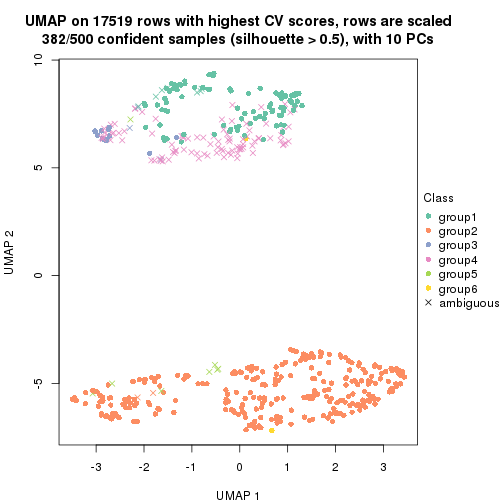 UMAP on 17519 rows with highest CV scores, rows are scaled
382/500 confident samples (silhouette > 0.5), with 10 PCs
10
5
0
-5
UMAP 2
-3
-2
-1
0
1
2
3
UMAP 1
Class
group1
group2
group3
group4
group5
group6
ambiguous